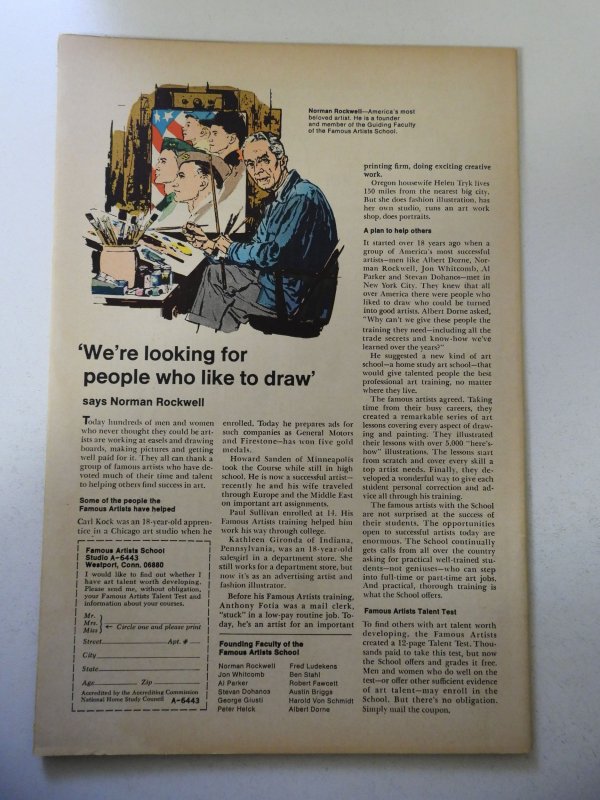 Norman Rockwell—America's most
beloved artist. He is a founder
and member of the Guiding Faculty
of the Famous Artists School.
'We're looking for
people who like to draw'
says Norman Rockwell
Today hundreds of men and women
who never thought they could be art-
ists are working at easels and drawing
boards, making pictures and getting
well paid for it. They all can thank a
group of famous artists who have de-
voted much of their time and talent
to helping others find success in art.
Some of the people the
Famous Artists have helped
Carl Kock was an 18-year-old appren-
tice in a Chicago art studio when he
Famous Artists School
Studio A-6443
Westport, Conn. 06880
I would like to find out whether I
have art talent worth developing.
Please send me, without obligation,
your Famous Artists Talent Test and
information about your courses.
Mr.
Mrs. ← Circle one and please print
Miss
Street Apt. #
City
State
Age Zip
Accredited by the Accrediting Commission
National Home Study Council A-6443
enrolled. Today he prepares ads for
such companies as General Motors
and Firestone—has won five gold
medals.
Howard Sanden of Minneapolis
took the Course while still in high
school. He is now a successful artist—
recently he and his wife traveled
through Europe and the Middle East
on important art assignments.
Paul Sullivan enrolled at 14. His
Famous Artists training helped him
work his way through college.
Kathleen Gironda of Indiana,
Pennsylvania, was an 18-year-old
salesgirl in a department store. She
still works for a department store, but
now it's as an advertising artist and
fashion illustrator.
Before his Famous Artists training,
Anthony Fotia was a mail clerk,
"stuck" in a low-pay routine job. To-
day, he's an artist for an important
Founding Faculty of the
Famous Artists School
Norman Rockwell
Jon Whitcomb
Al Parker
Stevan Dohanos
George Giusti
Peter Helck
Fred Ludekens
Ben Stahl
Robert Fawcett
Austin Briggs
Harold Von Schmidt
Albert Dorne
printing firm, doing exciting creative
work.
Oregon housewife Helen Tryk lives
150 miles from the nearest big city.
But she does fashion illustration, has
her own studio, runs an art work
shop, does portraits.
A plan to help others
It started over 18 years ago when a
group of America's most successful
artists—men like Albert Dorne, Nor-
man Rockwell, Jon Whitcomb, Al
Parker and Stevan Dohanos—met in
New York City. They knew that all
over America there were people who
liked to draw who could be turned
into good artists. Albert Dorne asked,
"Why can't we give these people the
training they need—including all the
trade secrets and know-how we've
learned over the years?"
He suggested a new kind of art
school—a home study art school—that
would give talented people the best
professional art training, no matter
where they live.
The famous artists agreed. Taking
time from their busy careers, they
created a remarkable series of art
lessons covering every aspect of draw-
ing and painting. They illustrated
their lessons with over 5,000 "here's-
how" illustrations. The lessons start
from scratch and cover every skill a
top artist needs. Finally, they de-
veloped a wonderful way to give each
student personal correction and ad-
vice all through his training.
The famous artists with the School
are not surprised at the success of
their students. The opportunities
open to successful artists today are
enormous. The School continually
gets calls from all over the country
asking for practical well-trained stu-
dents—not geniuses—who can step
into full-time or part-time art jobs.
And practical, thorough training is
what the School offers.
Famous Artists Talent Test
To find others with art talent worth
developing, the Famous Artists
created a 12-page Talent Test. Thou-
sands paid to take this test, but now
the School offers and grades it free.
Men and women who do well on the
test—or offer other sufficient evidence
of art talent—may enroll in the
School. But there's no obligation.
Simply mail the coupon.